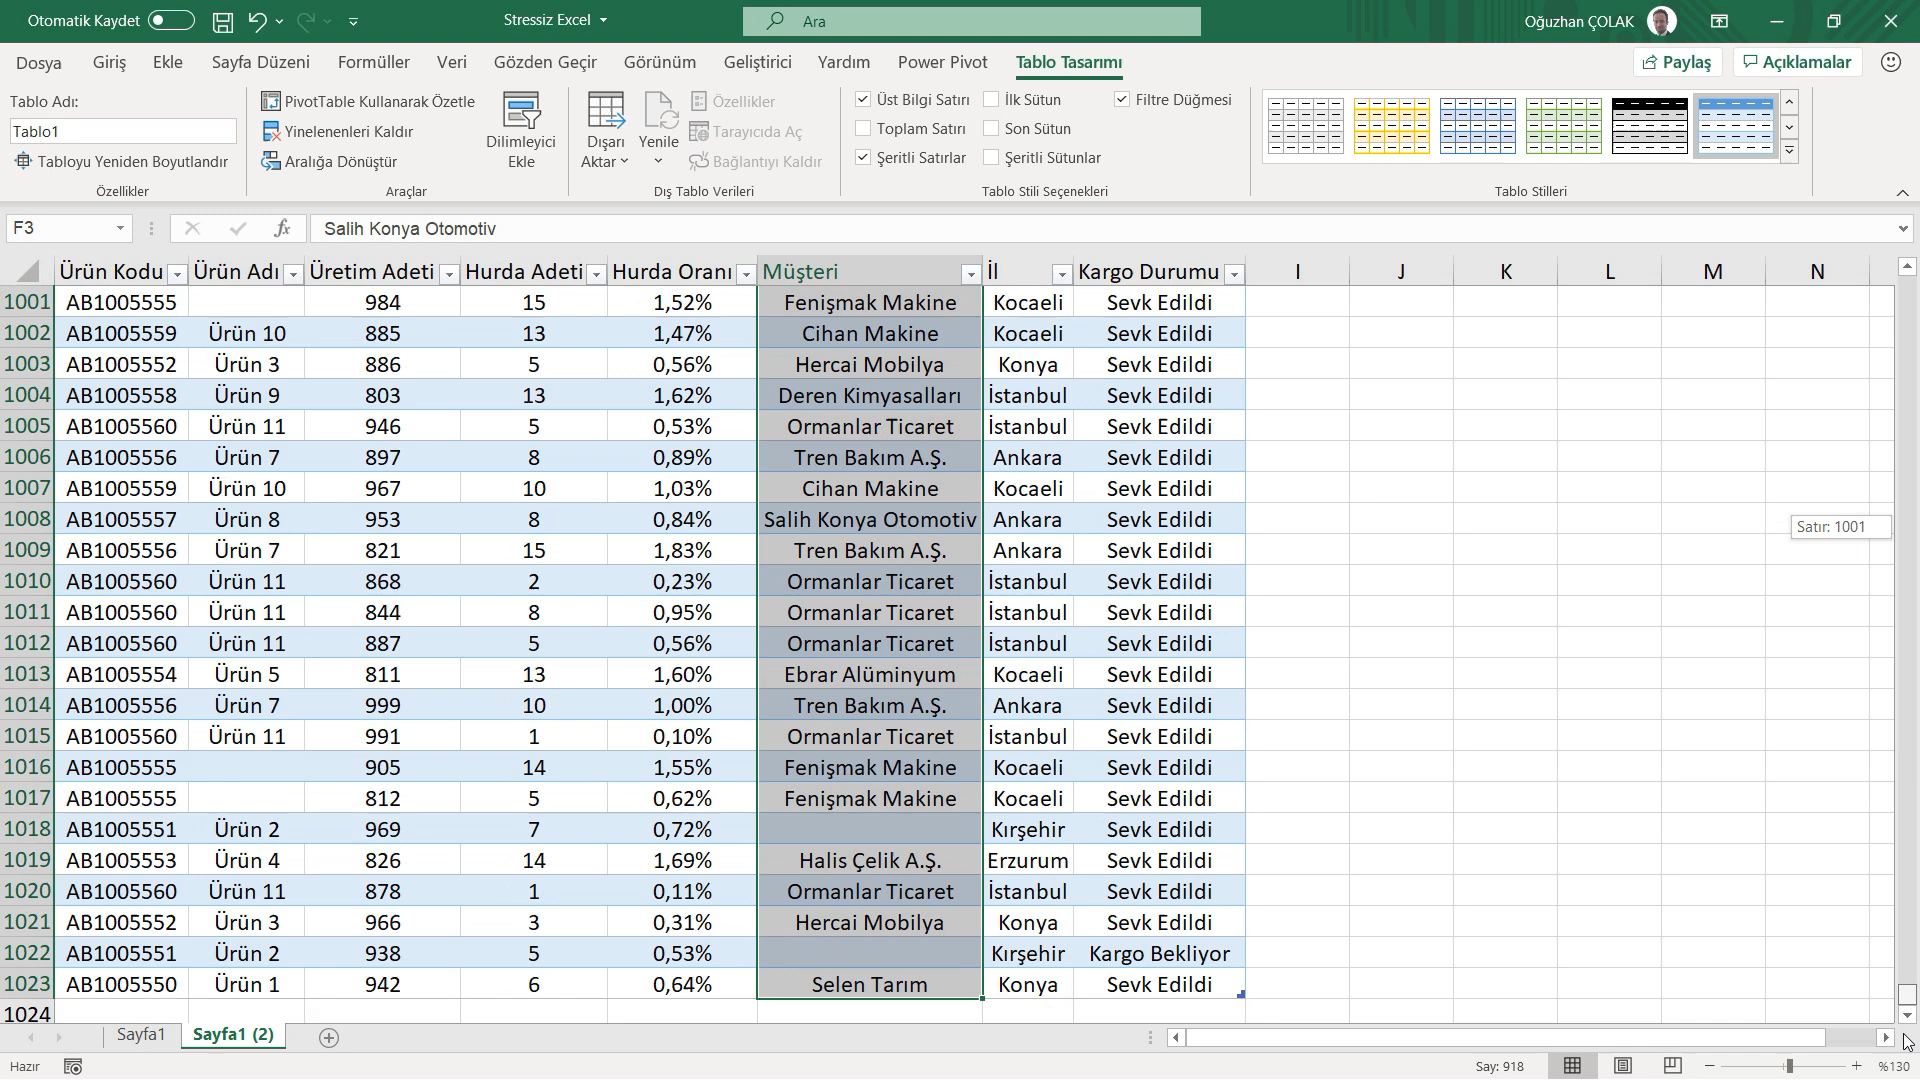 Otomatik Kaydet
Stressiz Excel
Ara
Oğuzhan ÇOLAK
Dosya Giriş Ekle Sayfa Düzeni Formüller Veri Gözden Geçir Görünüm Geliştirici Yardım Power Pivot Tablo Tasarımı Paylaş Açıklamalar
Tablo Adı:
Tablo1
Tabloyu Yeniden Boyutlandır
Özellikler
PivotTable Kullanarak Özetle
Yinelenenleri Kaldır
Aralığa Dönüştür
Dilimleyici
Ekle
Araçlar
Dışarı
Aktar
Yenile
Özellikler
Tarayıcıda Aç
Bağlantıyı Kaldır
Dış Tablo Verileri
Üst Bilgi Satırı İlk Sütun Filtre Düğmesi
Toplam Satırı Son Sütun
Şeritli Satırlar Şeritli Sütunlar
Tablo Stili Seçenekleri
Tablo Stilleri
F3 fx Salih Konya Otomotiv
Ürün Kodu Ürün Adı Üretim Adeti Hurda Adeti Hurda Oranı Müşteri İl Kargo Durumu I J K L M N
1001 AB1005555 984 15 1,52% Fenişmak Makine Kocaeli Sevk Edildi
1002 AB1005559 Ürün 10 885 13 1,47% Cihan Makine Kocaeli Sevk Edildi
1003 AB1005552 Ürün 3 886 5 0,56% Hercai Mobilya Konya Sevk Edildi
1004 AB1005558 Ürün 9 803 13 1,62% Deren Kimyasalları İstanbul Sevk Edildi
1005 AB1005560 Ürün 11 946 5 0,53% Ormanlar Ticaret İstanbul Sevk Edildi
1006 AB1005556 Ürün 7 897 8 0,89% Tren Bakım A.Ş. Ankara Sevk Edildi
1007 AB1005559 Ürün 10 967 10 1,03% Cihan Makine Kocaeli Sevk Edildi
1008 AB1005557 Ürün 8 953 8 0,84% Salih Konya Otomotiv Ankara Sevk Edildi
Satır: 1001
1009 AB1005556 Ürün 7 821 15 1,83% Tren Bakım A.Ş. Ankara Sevk Edildi
1010 AB1005560 Ürün 11 868 2 0,23% Ormanlar Ticaret İstanbul Sevk Edildi
1011 AB1005560 Ürün 11 844 8 0,95% Ormanlar Ticaret İstanbul Sevk Edildi
1012 AB1005560 Ürün 11 887 5 0,56% Ormanlar Ticaret İstanbul Sevk Edildi
1013 AB1005554 Ürün 5 811 13 1,60% Ebrar Alüminyum Kocaeli Sevk Edildi
1014 AB1005556 Ürün 7 999 10 1,00% Tren Bakım A.Ş. Ankara Sevk Edildi
1015 AB1005560 Ürün 11 991 1 0,10% Ormanlar Ticaret İstanbul Sevk Edildi
1016 AB1005555 905 14 1,55% Fenişmak Makine Kocaeli Sevk Edildi
1017 AB1005555 812 5 0,62% Fenişmak Makine Kocaeli Sevk Edildi
1018 AB1005551 Ürün 2 969 7 0,72% Kırşehir Sevk Edildi
1019 AB1005553 Ürün 4 826 14 1,69% Halis Çelik A.Ş. Erzurum Sevk Edildi
1020 AB1005560 Ürün 11 878 1 0,11% Ormanlar Ticaret İstanbul Sevk Edildi
1021 AB1005552 Ürün 3 966 3 0,31% Hercai Mobilya Konya Sevk Edildi
1022 AB1005551 Ürün 2 938 5 0,53% Kırşehir Kargo Bekliyor
1023 AB1005550 Ürün 1 942 6 0,64% Selen Tarım Konya Sevk Edildi
1024
Sayfa1 Sayfa1 (2)
Hazır Say: 918 %130